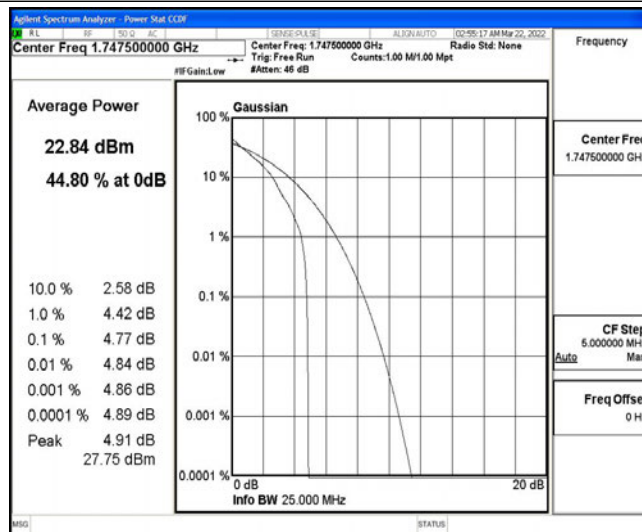 Agilent Spectrum Analyzer - Power Stat CCDF
RL RF 50 Ω AC SENSE:PULSE ALIGN AUTO 02:55:17 AM Mar 22, 2022
Center Freq 1.747500000 GHz
Center Freq: 1.747500000 GHz Radio Std: None
Trig: Free Run Counts:1.00 M/1.00 Mpt
#IFGain:Low #Atten: 46 dB
Frequency
Average Power
22.84 dBm
44.80 % at 0dB
10.0 % 2.58 dB
1.0 % 4.42 dB
0.1 % 4.77 dB
0.01 % 4.84 dB
0.001 % 4.86 dB
0.0001 % 4.89 dB
Peak 4.91 dB
27.75 dBm
Gaussian
100 %
10 %
1 %
0.1 %
0.01 %
0.001 %
0.0001 %
0 dB 20 dB
Info BW 25.000 MHz
Center Fre
1.747500000 GH
CF Step
5.000000 MH
Auto Ma
Freq Offse
0 H
MSG STATUS